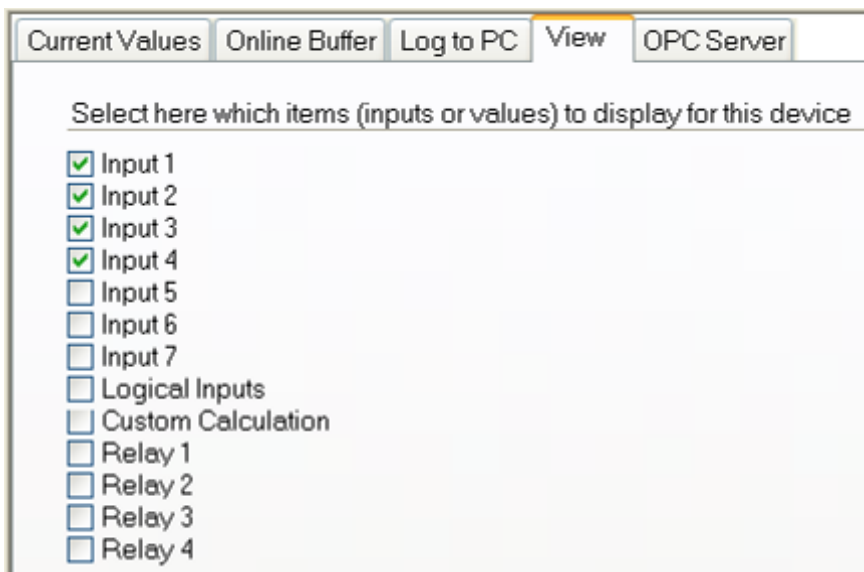 Current Values Online Buffer Log to PC View OPC Server
Select here which items (inputs or values) to display for this device
Input 1
Input 2
Input 3
Input 4
Input 5
Input 6
Input 7
Logical Inputs
Custom Calculation
Relay 1
Relay 2
Relay 3
Relay 4